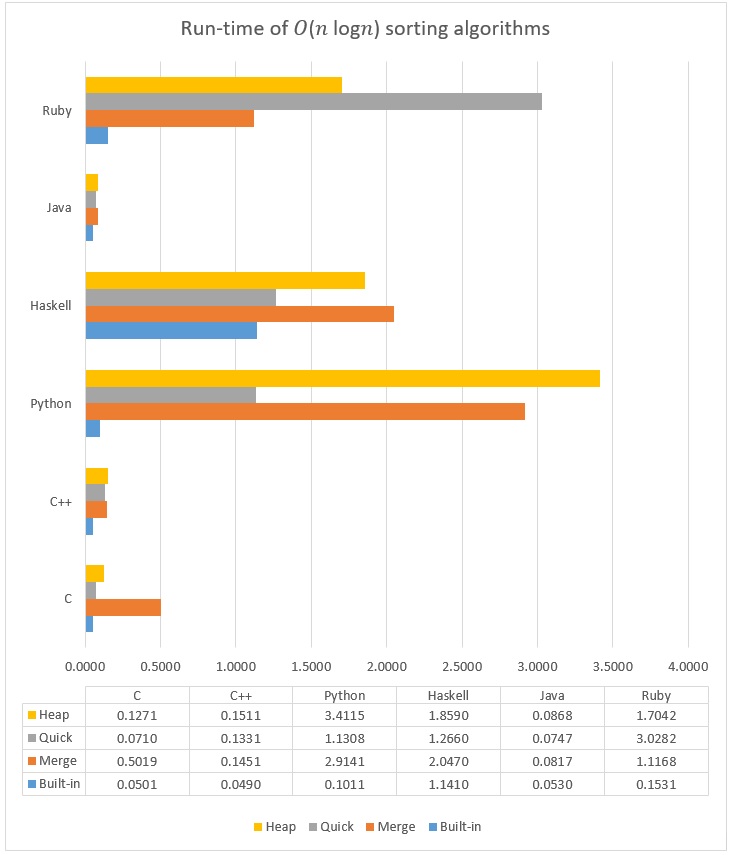 Run-time of O(n logn) sorting algorithms
Ruby
Java
Haskell
Python
C++
C
0.0000 0.5000 1.0000 1.5000 2.0000 2.5000 3.0000 3.5000 4.0000
C C++ Python Haskell Java Ruby
Heap 0.1271 0.1511 3.4115 1.8590 0.0868 1.7042
Quick 0.0710 0.1331 1.1308 1.2660 0.0747 3.0282
Merge 0.5019 0.1451 2.9141 2.0470 0.0817 1.1168
Built-in 0.0501 0.0490 0.1011 1.1410 0.0530 0.1531
Heap Quick Merge Built-in